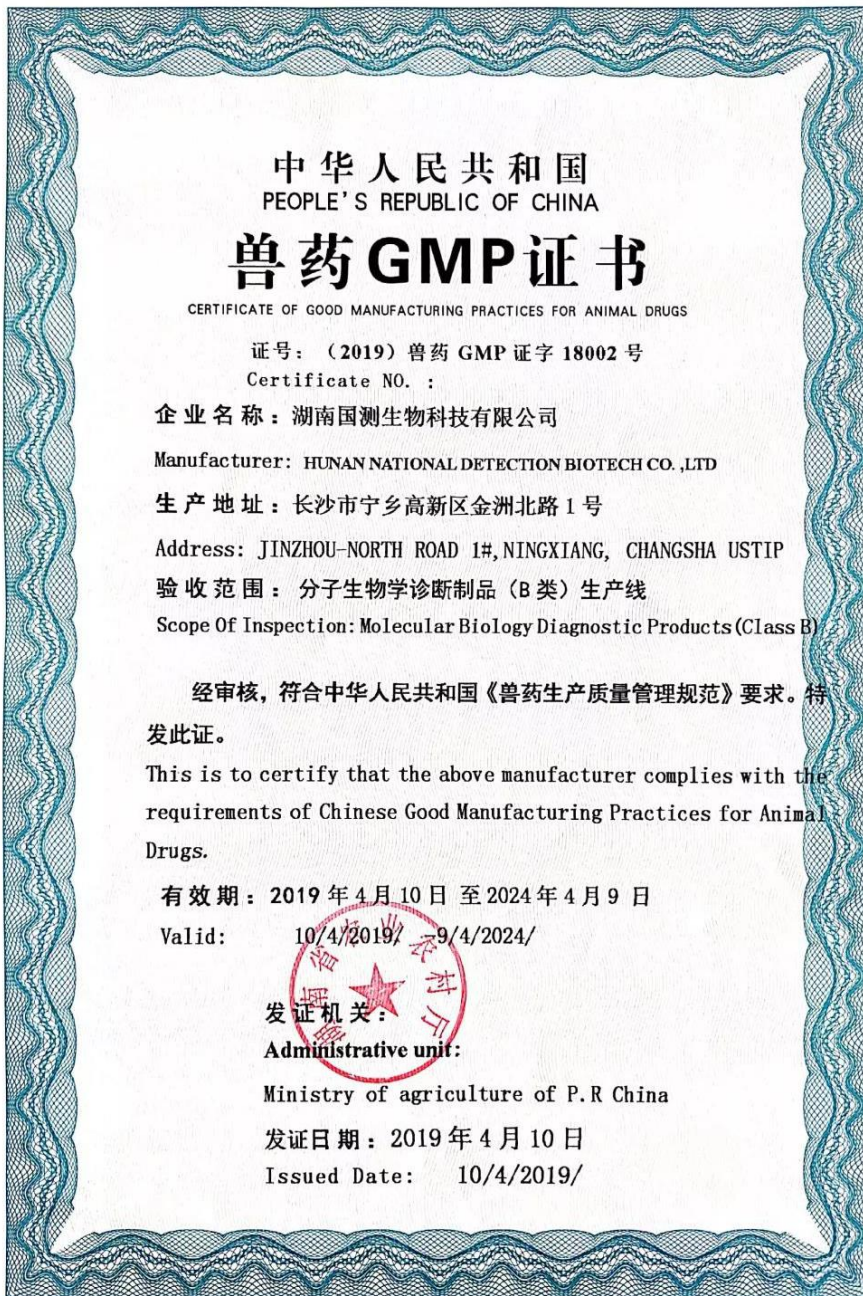 中华人民共和国
PEOPLE'S REPUBLIC OF CHINA
兽药GMP证书
CERTIFICATE OF GOOD MANUFACTURING PRACTICES FOR ANIMAL DRUGS
证号：（2019）兽药 GMP 证字 18002 号
Certificate NO. :
企业名称：湖南国测生物科技有限公司
Manufacturer: HUNAN NATIONAL DETECTION BIOTECH CO. ,LTD
生产地址：长沙市宁乡高新区金洲北路 1 号
Address: JINZHOU-NORTH ROAD 1#,NINGXIANG, CHANGSHA USTIP
验收范围：分子生物学诊断制品（B 类）生产线
Scope Of Inspection: Molecular Biology Diagnostic Products(Class B)
经审核，符合中华人民共和国《兽药生产质量管理规范》要求。特
发此证。
This is to certify that the above manufacturer complies with the
requirements of Chinese Good Manufacturing Practices for Animal
Drugs.
有效期：2019 年 4 月 10 日 至 2024 年 4 月 9 日
Valid: 10/4/2019/ -9/4/2024/
湖南省农业农村厅
发证机关：
Administrative unit:
Ministry of agriculture of P.R China
发证日期：2019 年 4 月 10 日
Issued Date: 10/4/2019/